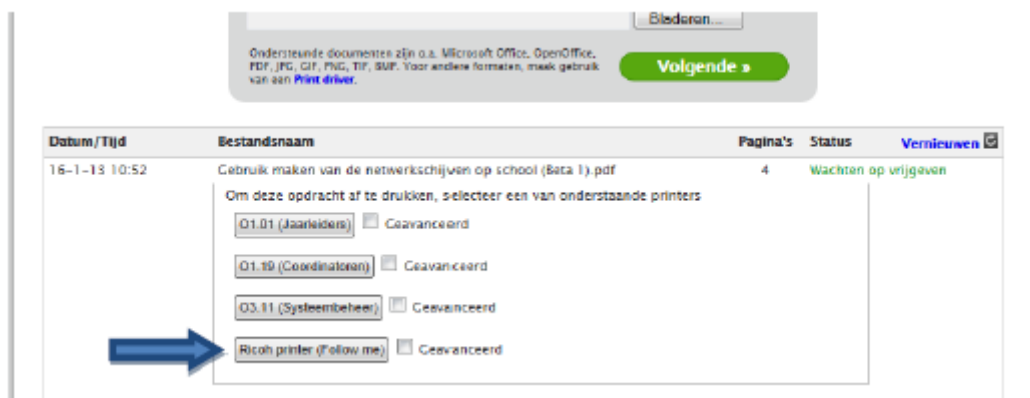 Bladeren...
Ondersteunde documenten zijn o.a. Microsoft Office, OpenOffice,
PDF, JPG, GIF, PNG, TIF, BMP. Voor andere formaten, maak gebruik
van een Print driver.
Volgende »
Datum/Tijd Bestandsnaam Pagina's Status Vernieuwen
16-1-13 10:52 Gebruik maken van de netwerkschijven op school (Beta 1).pdf 4 Wachten op vrijgeven
Om deze opdracht af te drukken, selecteer een van onderstaande printers
O1.01 (Jaarleiders) Geavanceerd
O1.19 (Coordinatoren) Geavanceerd
O3.11 (Systeembeheer) Geavanceerd
Ricoh printer (Follow me) Geavanceerd